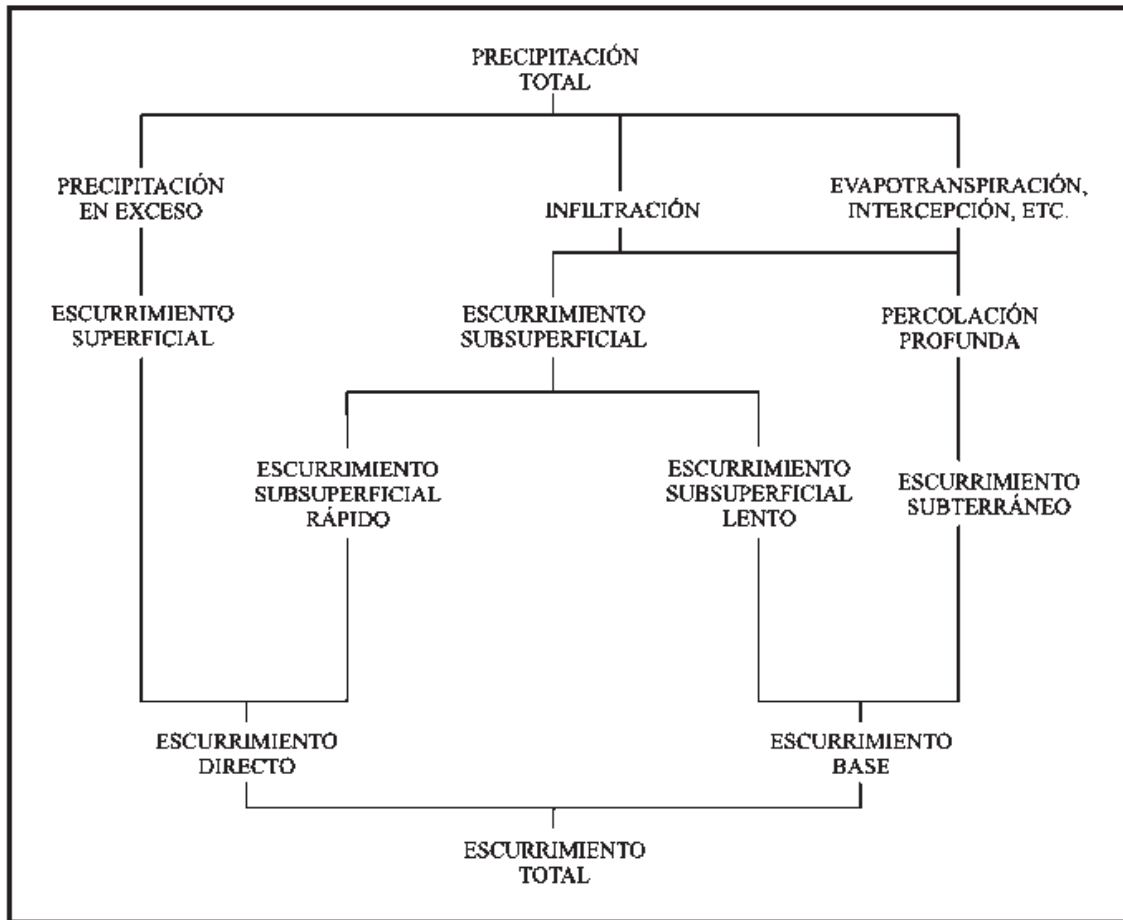 PRECIPITACIÓN
TOTAL
PRECIPITACIÓN
EN EXCESO
INFILTRACIÓN
EVAPOTRANSPIRACIÓN,
INTERCEPCIÓN, ETC.
ESCURRIMIENTO
SUPERFICIAL
ESCURRIMIENTO
SUBSUPERFICIAL
PERCOLACIÓN
PROFUNDA
ESCURRIMIENTO
SUBSUPERFICIAL
RÁPIDO
ESCURRIMIENTO
SUBSUPERFICIAL
LENTO
ESCURRIMIENTO
SUBTERRÁNEO
ESCURRIMIENTO
DIRECTO
ESCURRIMIENTO
BASE
ESCURRIMIENTO
TOTAL